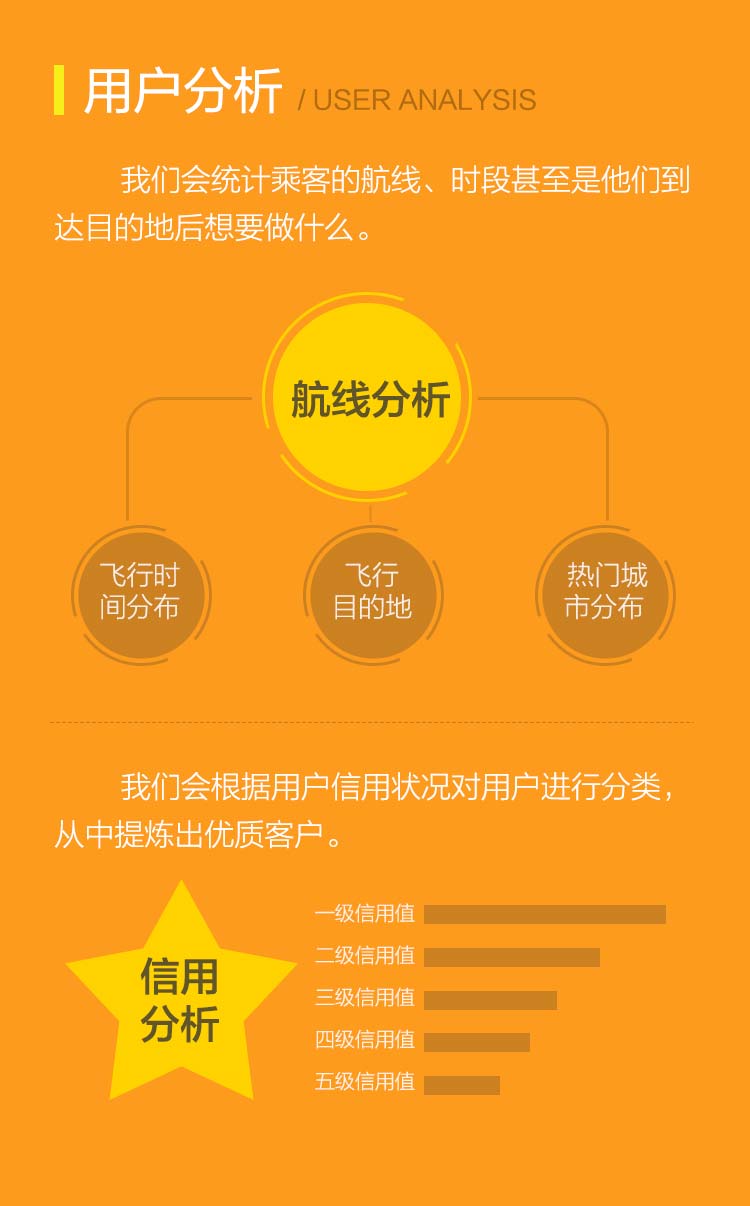 用户分析 / USER ANALYSIS
我们会统计乘客的航线、时段甚至是他们到
达目的地后想要做什么。
航线分析
飞行时
间分布
飞行
目的地
热门城
市分布
我们会根据用户信用状况对用户进行分类，
从中提炼出优质客户。
信用
分析
一级信用值
二级信用值
三级信用值
四级信用值
五级信用值